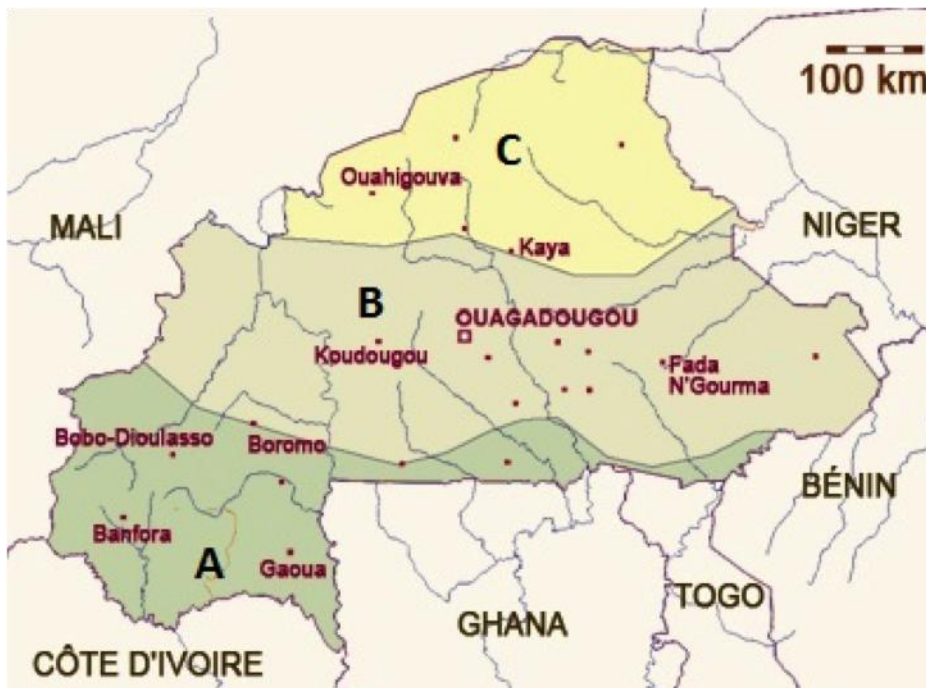 100 km
C
Ouahigouva
MALI
NIGER
Kaya
B
OUAGADOUGOU
Koudougou
Fada
N'Gourma
Bobo-Dioulasso
Boromo
BÉNIN
Banfora
A
Gaoua
TOGO
GHANA
CÔTE D'IVOIRE